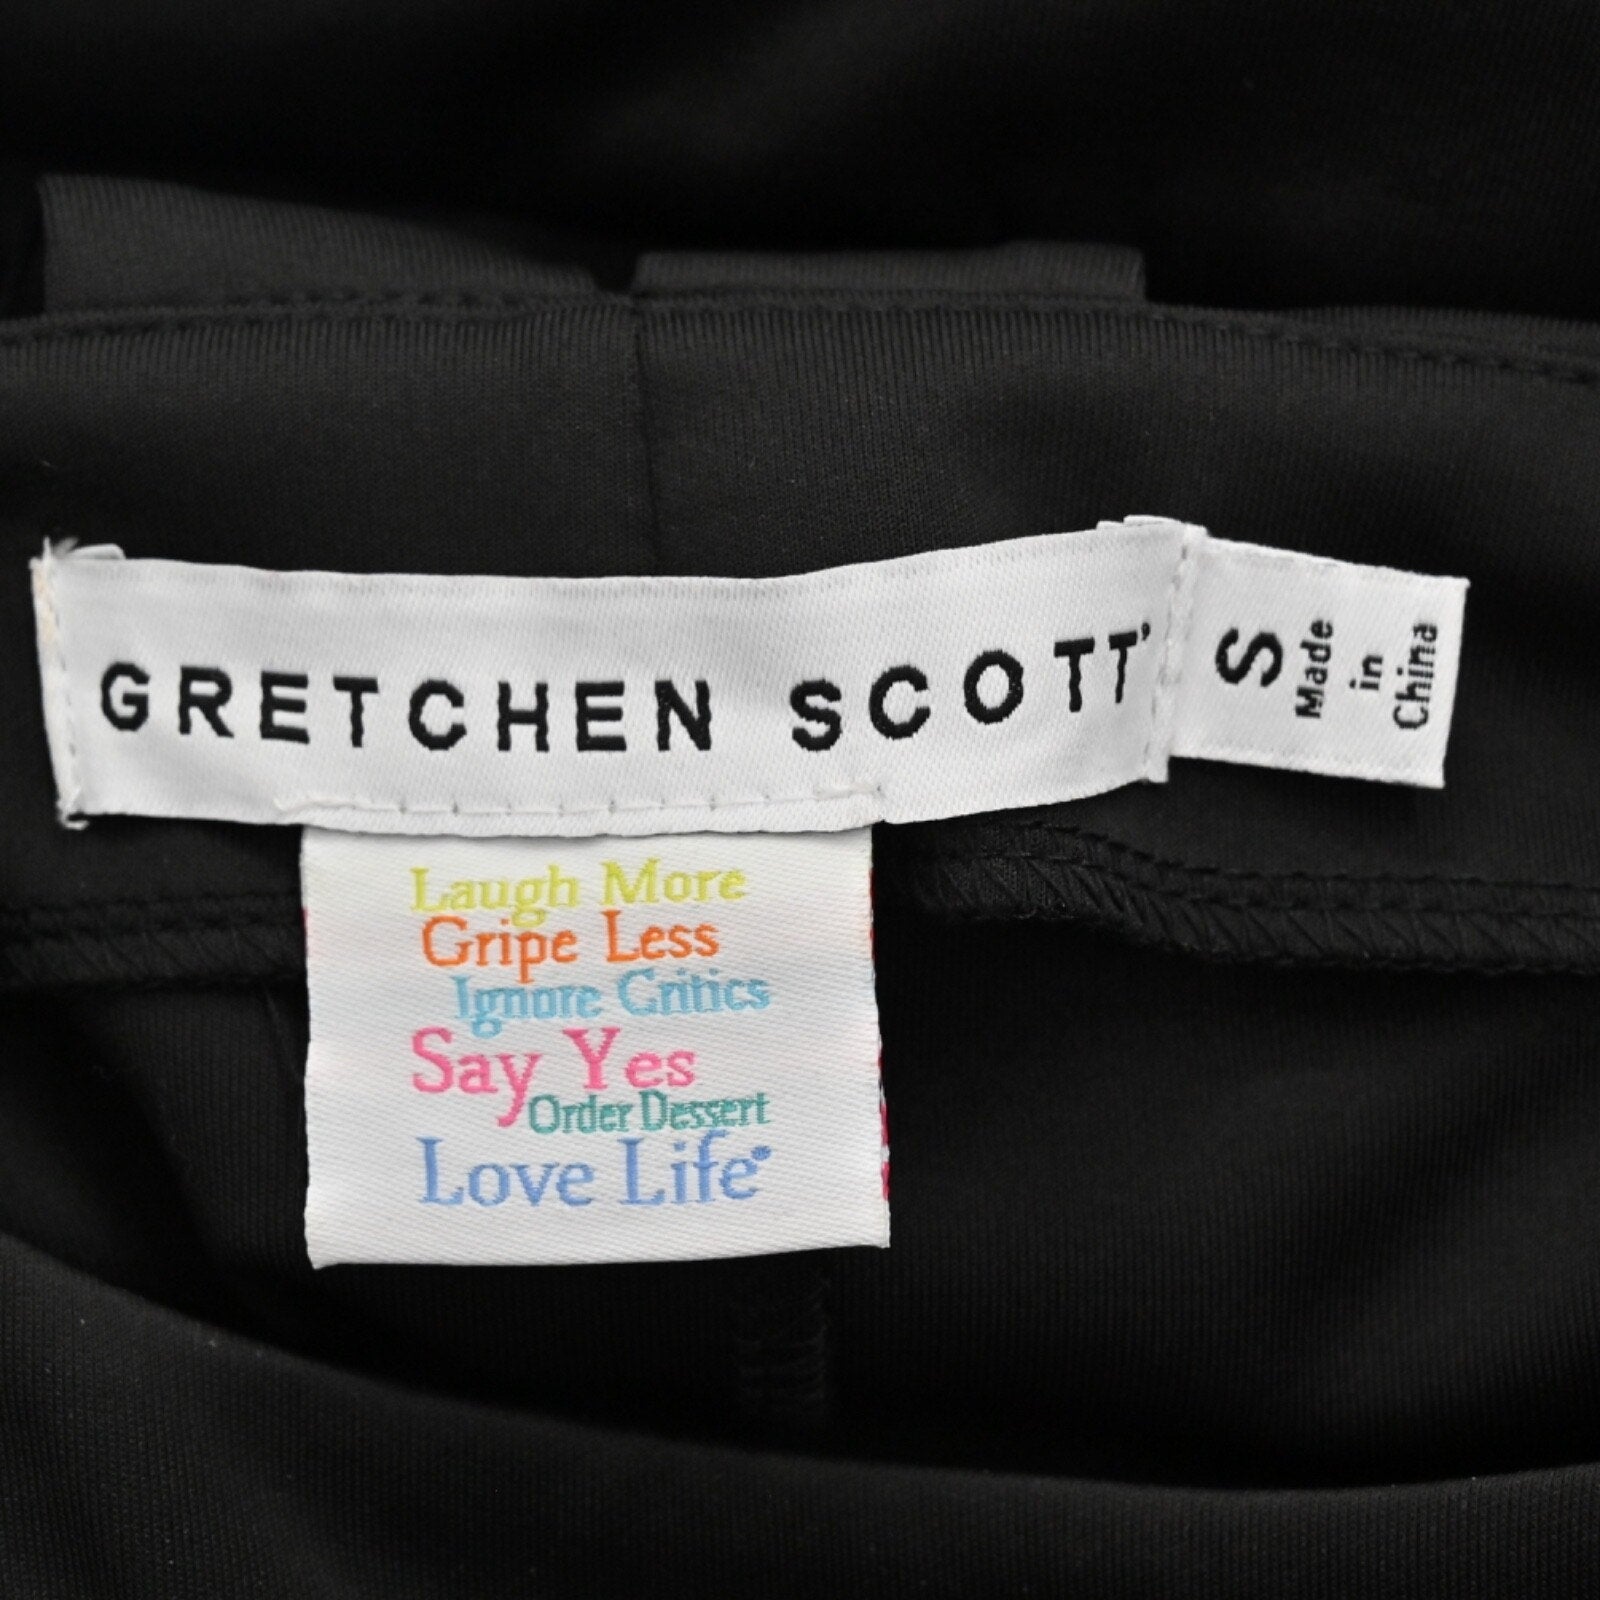 GRETCHEN SCOTT
S
Made
in
China
Laugh More
Gripe Less
Ignore Critics
Say Yes
Order Dessert
Love Life®